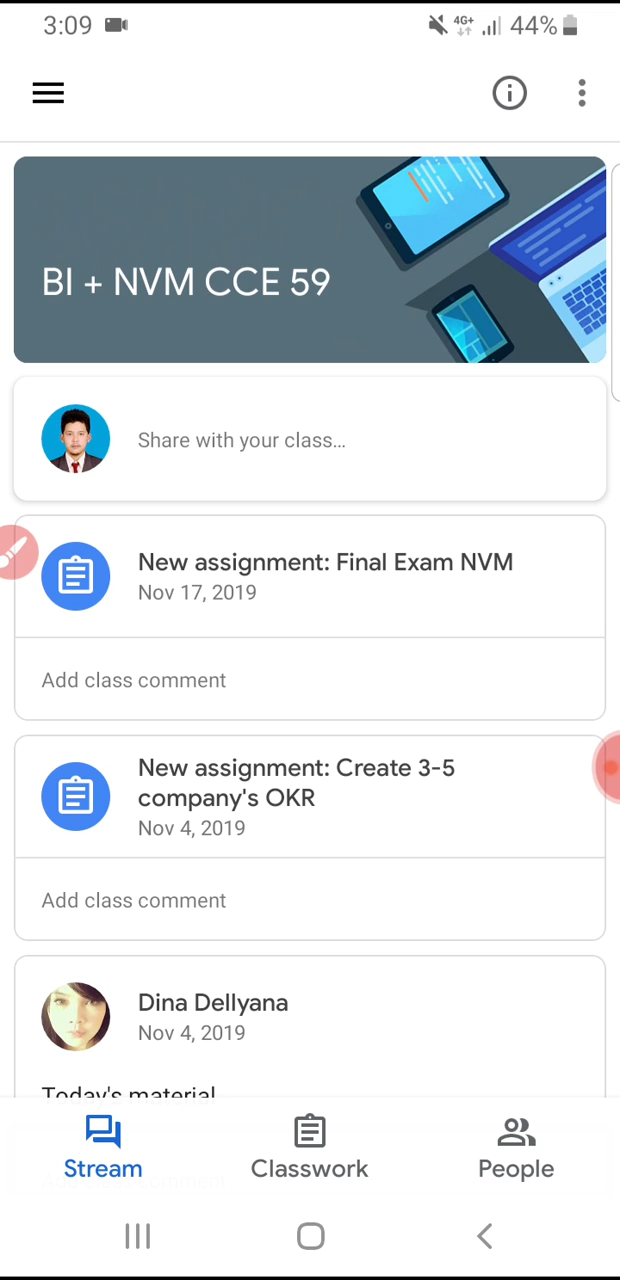 3:09
4G+
44%
BI + NVM CCE 59
Share with your class...
New assignment: Final Exam NVM
Nov 17, 2019
Add class comment
New assignment: Create 3-5
company's OKR
Nov 4, 2019
Add class comment
Dina Dellyana
Nov 4, 2019
Today's material
Stream
Classwork
People